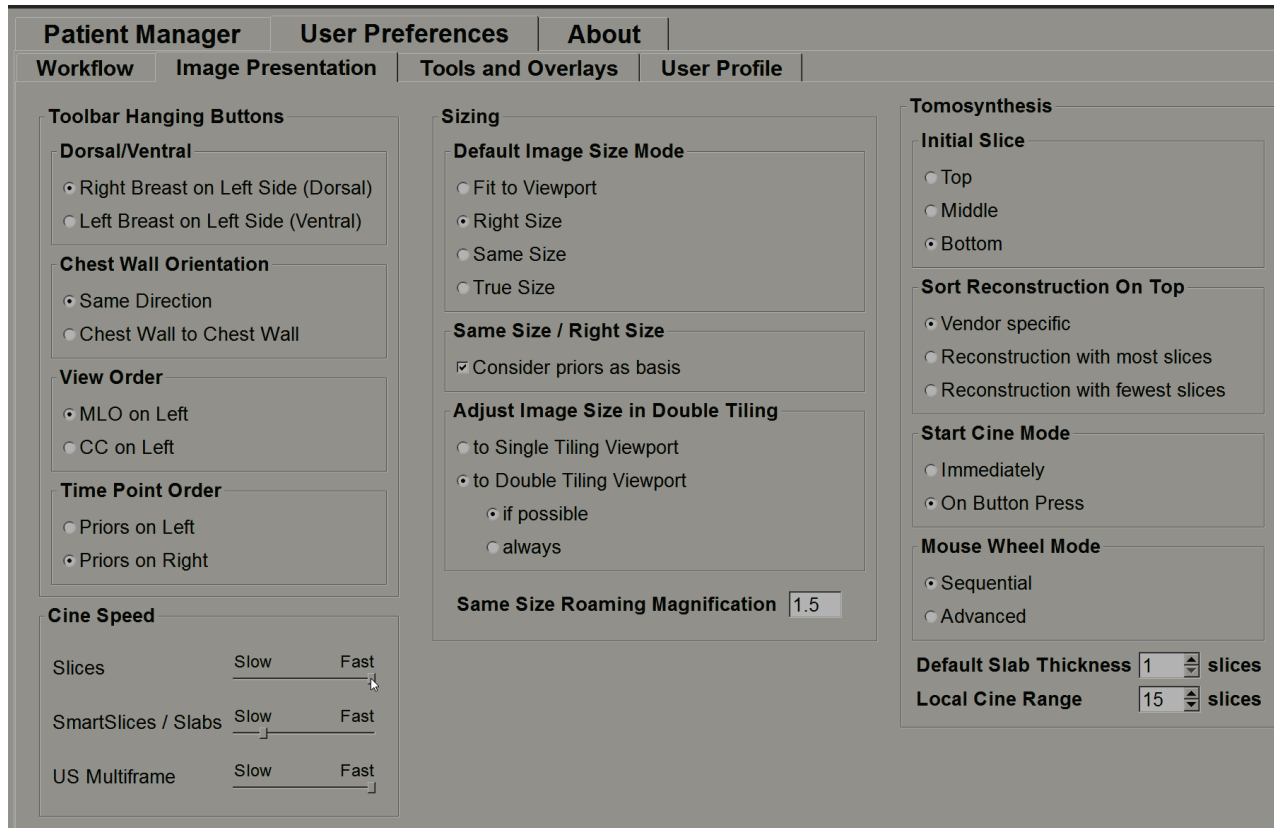 Patient Manager User Preferences About
Workflow Image Presentation Tools and Overlays User Profile
Toolbar Hanging Buttons
Dorsal/Ventral
Right Breast on Left Side (Dorsal)
Left Breast on Left Side (Ventral)
Chest Wall Orientation
Same Direction
Chest Wall to Chest Wall
View Order
MLO on Left
CC on Left
Time Point Order
Priors on Left
Priors on Right
Cine Speed
Slices Slow Fast
SmartSlices / Slabs Slow Fast
US Multiframe Slow Fast
Sizing
Default Image Size Mode
Fit to Viewport
Right Size
Same Size
True Size
Same Size / Right Size
Consider priors as basis
Adjust Image Size in Double Tiling
to Single Tiling Viewport
to Double Tiling Viewport
if possible
always
Same Size Roaming Magnification 1.5
Tomosynthesis
Initial Slice
Top
Middle
Bottom
Sort Reconstruction On Top
Vendor specific
Reconstruction with most slices
Reconstruction with fewest slices
Start Cine Mode
Immediately
On Button Press
Mouse Wheel Mode
Sequential
Advanced
Default Slab Thickness 1 slices
Local Cine Range 15 slices